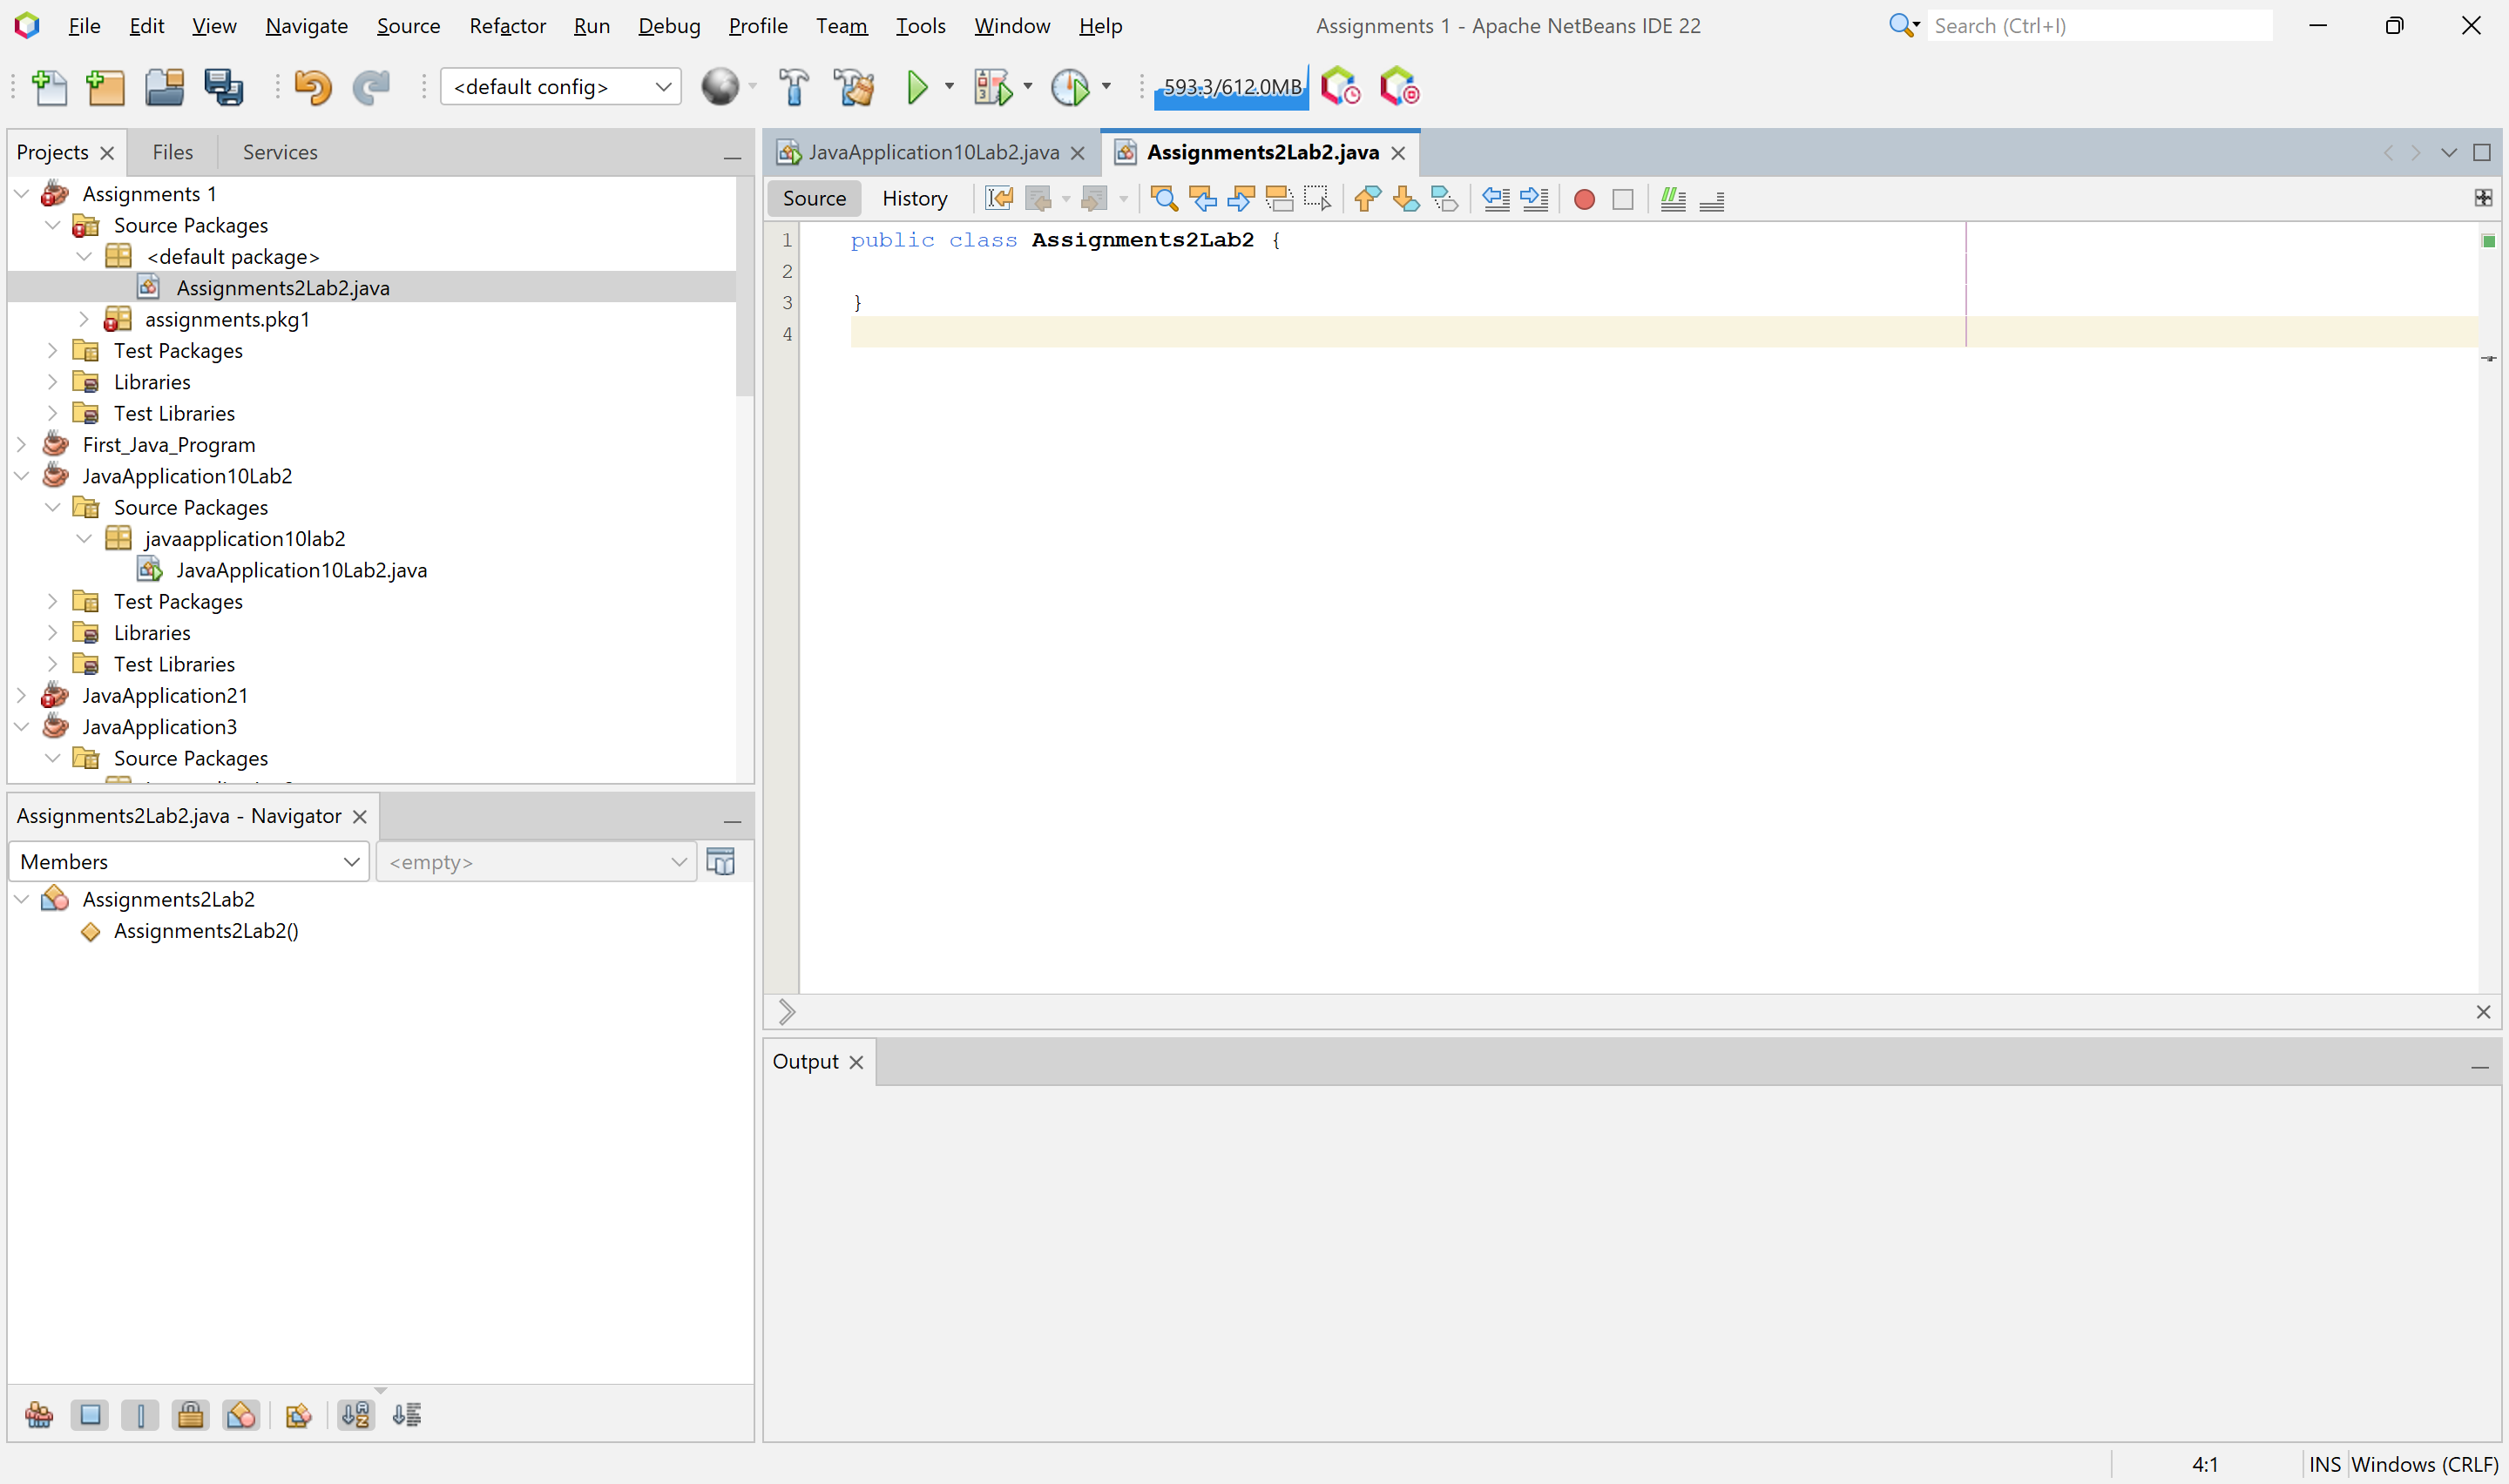 File Edit View Navigate Source Refactor Run Debug Profile Team Tools Window Help Assignments 1 - Apache NetBeans IDE 22 Search (Ctrl+I)
<default config> 593.3/612.0MB
Projects Files Services
Assignments 1
Source Packages
<default package>
Assignments2Lab2.java
assignments.pkg1
Test Packages
Libraries
Test Libraries
First_Java_Program
JavaApplication10Lab2
Source Packages
javaapplication10lab2
JavaApplication10Lab2.java
Test Packages
Libraries
Test Libraries
JavaApplication21
JavaApplication3
Source Packages
Assignments2Lab2.java - Navigator
Members <empty>
Assignments2Lab2
Assignments2Lab2()
JavaApplication10Lab2.java Assignments2Lab2.java
Source History
1 public class Assignments2Lab2 {
2
3 }
4
Output
4:1 INS Windows (CRLF)